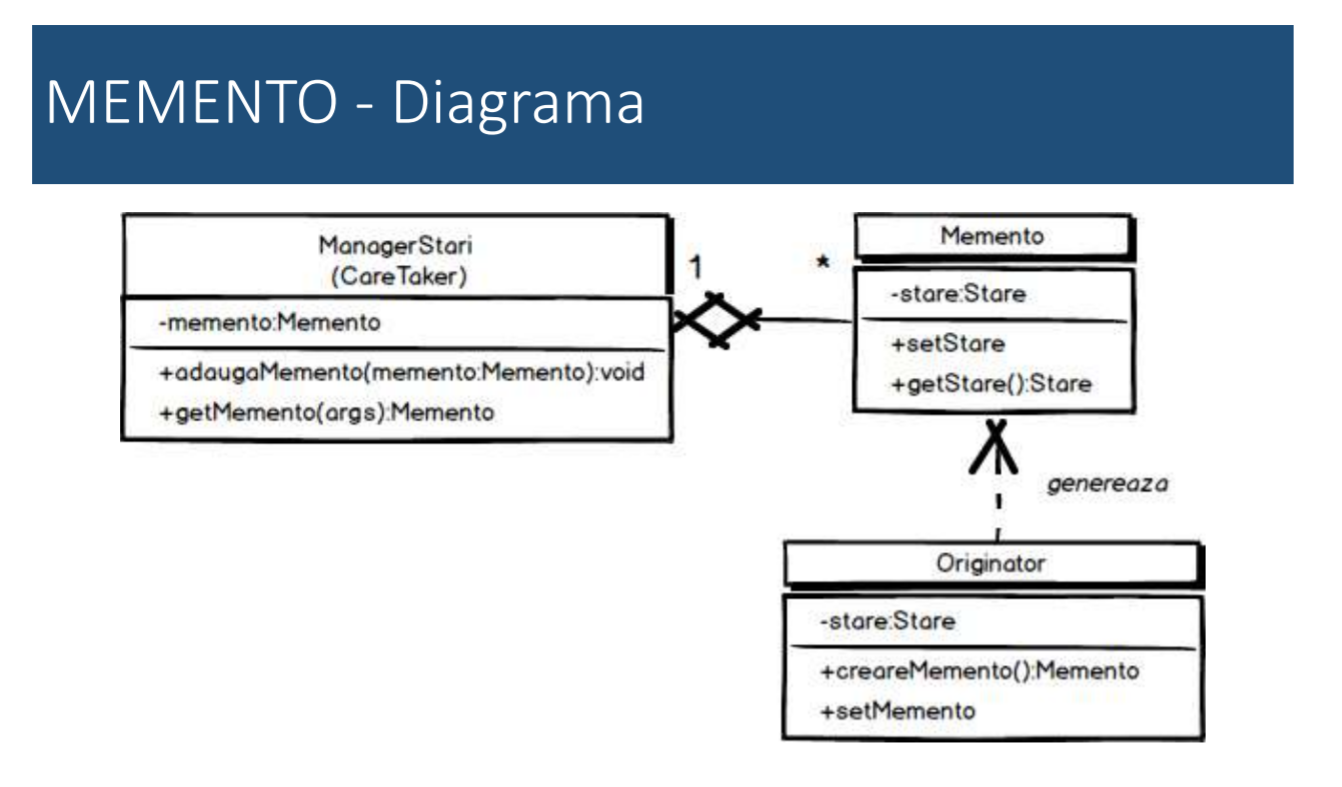 MEMENTO - Diagrama
ManagerStari
(CareTaker)
-memento:Memento
+adaugaMemento(memento:Memento):void
+getMemento(args):Memento
1
*
Memento
-stare:Stare
+setStare
+getStare():Stare
genereaza
Originator
-stare:Stare
+creareMemento():Memento
+setMemento